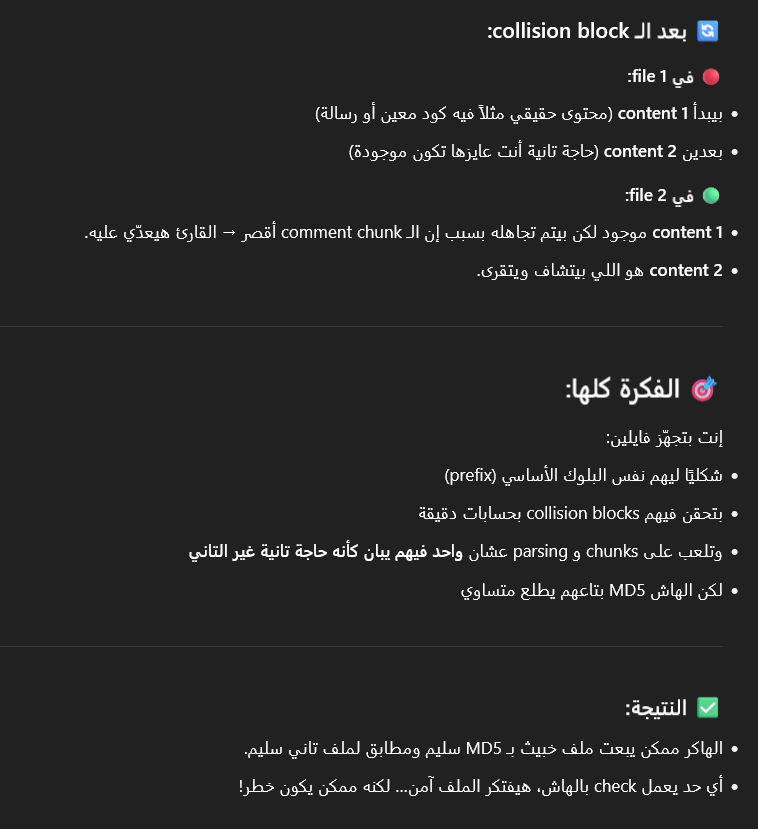 🔄 بعد الـ collision block:
🔴 في file 1:
• بيبدأ content 1 (محتوى حقيقي مثلاً فيه كود معين أو رسالة)
• بعدين content 2 (حاجة تانية أنت عايزها تكون موجودة)
🟢 في file 2:
• content 1 موجود لكن بيتم تجاهله بسبب إن الـ comment chunk أقصر → القارئ هيعدّي عليه.
• content 2 هو اللي بيتشاف ويتقرى.
🎯 الفكرة كلها:
إنت بتجهّز فايلين:
• شكليًا ليهم نفس البلوك الأساسي (prefix)
• بتحقن فيهم collision blocks بحسابات دقيقة
• وتلعب على chunks و parsing عشان واحد فيهم يبان كأنه حاجة تانية غير التاني
• لكن الهاش MD5 بتاعهم يطلع متساوي
✅ النتيجة:
• الهاكر ممكن يبعت ملف خبيث بـ MD5 سليم ومطابق لملف تاني سليم.
• أي حد يعمل check بالهاش، هيفتكر الملف آمن... لكنه ممكن يكون خطر!